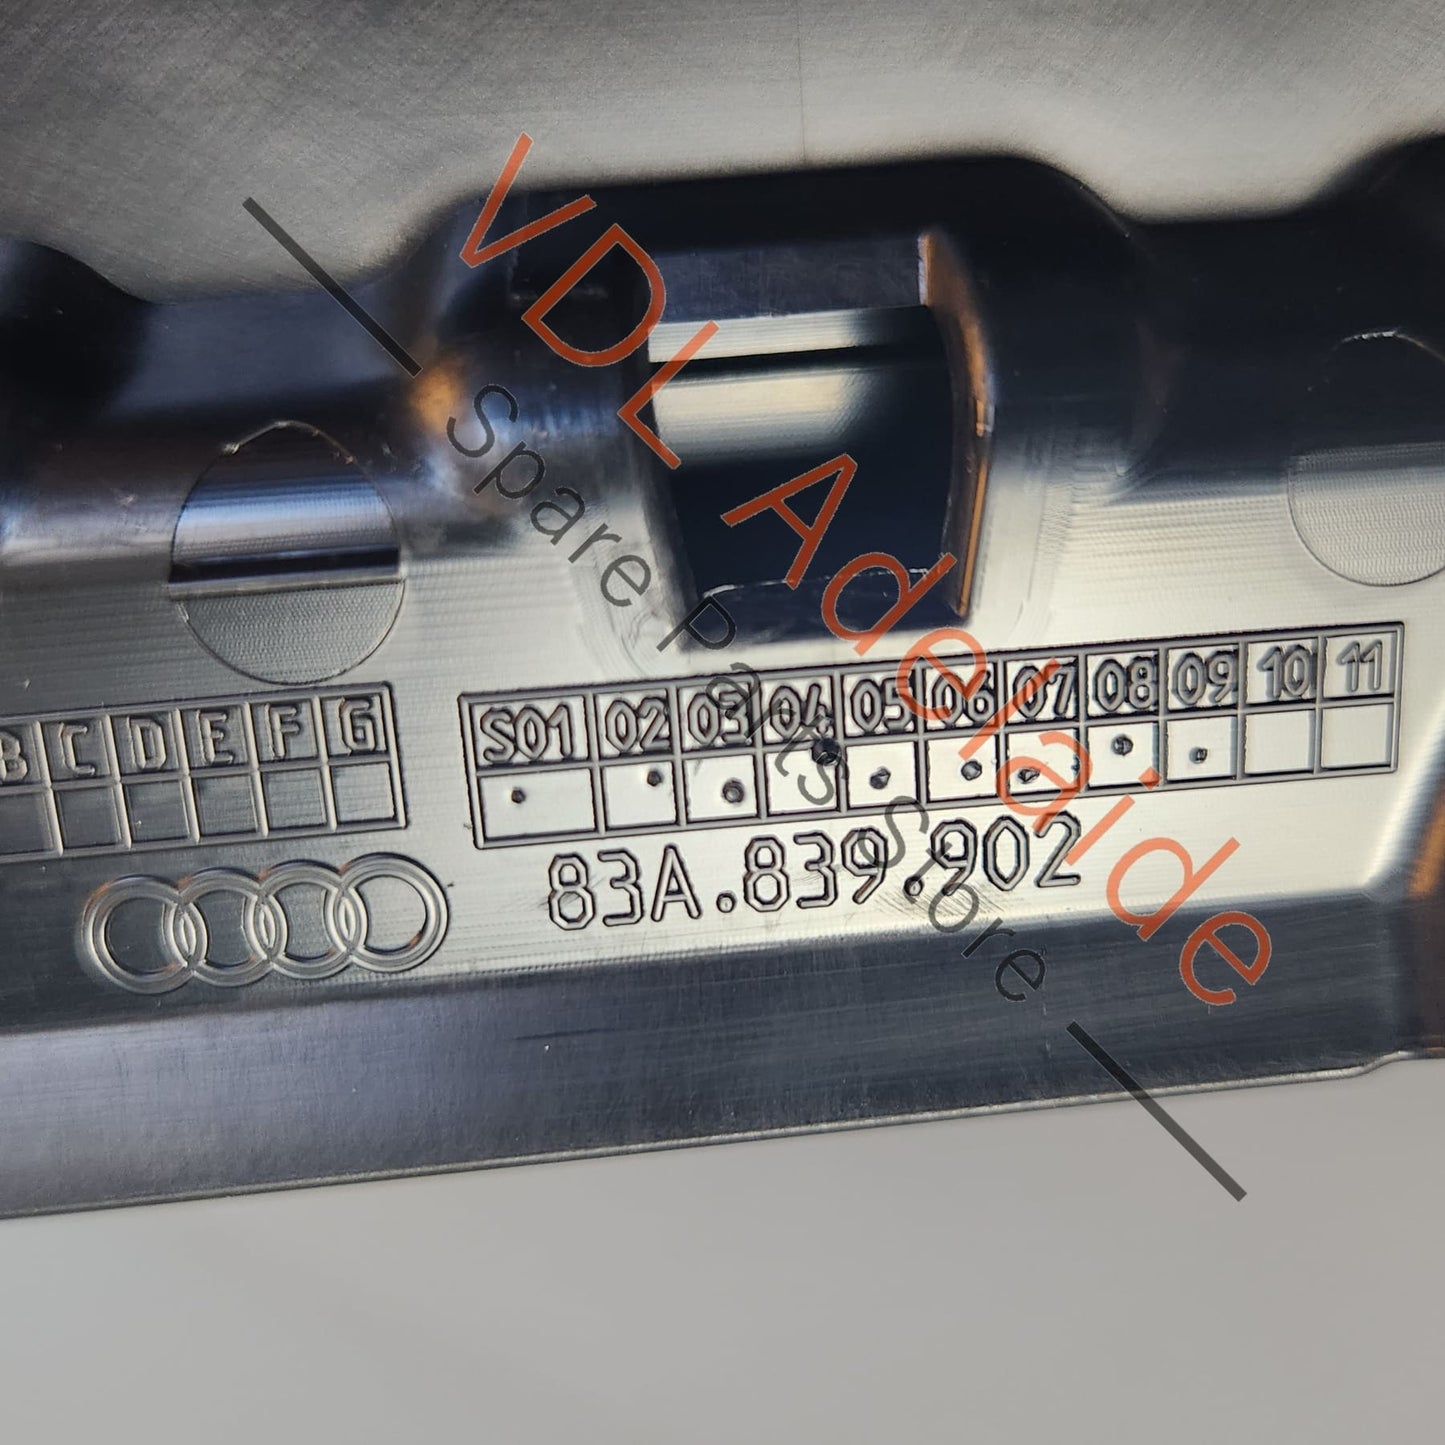 VDL Adelaide
Spare Parts Store
B C D E F G
S01 02 03 04 05 06 07 08 09 10 11
83A.839.902